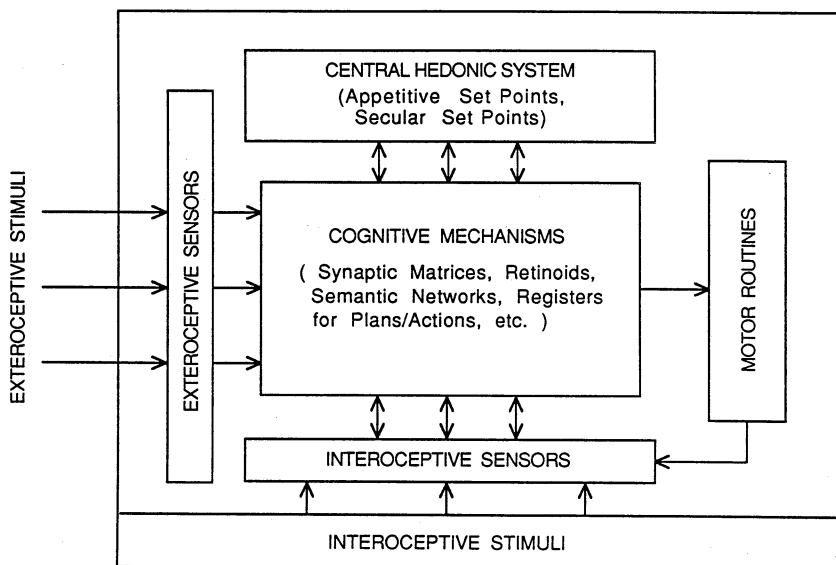 CENTRAL HEDONIC SYSTEM
(Appetitive Set Points,
Secular Set Points)
EXTEROCEPTIVE STIMULI
EXTEROCEPTIVE SENSORS
COGNITIVE MECHANISMS
( Synaptic Matrices, Retinoids,
Semantic Networks, Registers
for Plans/Actions, etc. )
MOTOR ROUTINES
INTEROCEPTIVE SENSORS
INTEROCEPTIVE STIMULI